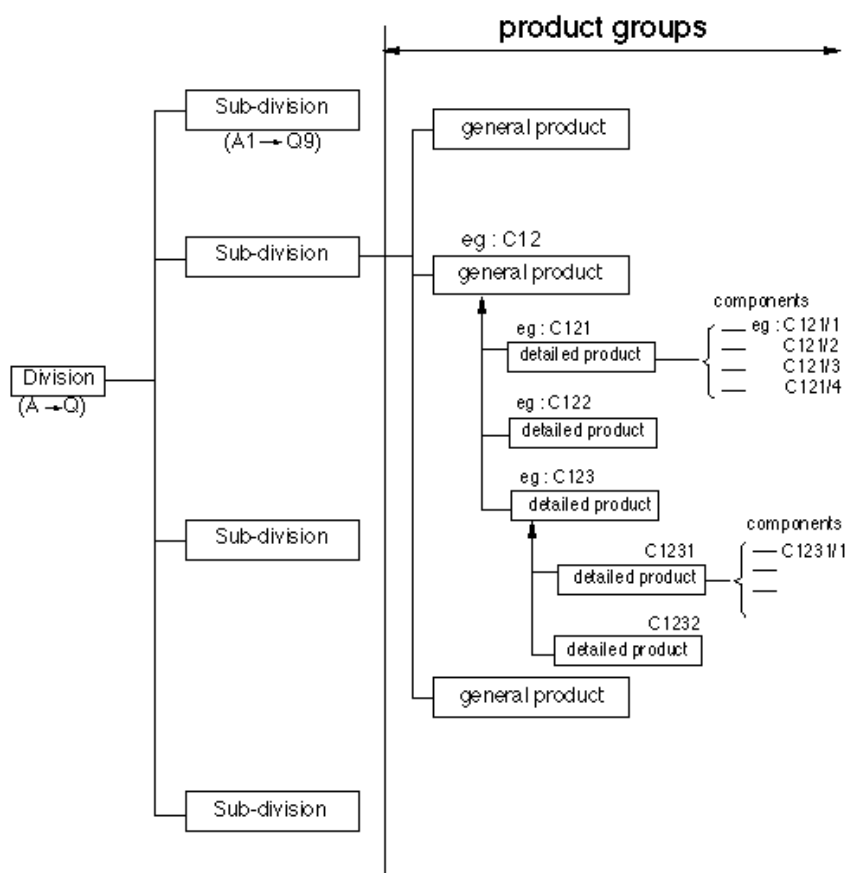 product groups
Sub-division
(A1→Q9)
general product
Sub-division
eg : C12
general product
components
eg : C121
eg : C121/1
detailed product
C121/2
C121/3
C121/4
Division
(A→Q)
eg : C122
detailed product
eg : C123
detailed product
Sub-division
components
C1231
C1231/1
detailed product
C1232
detailed product
general product
Sub-division